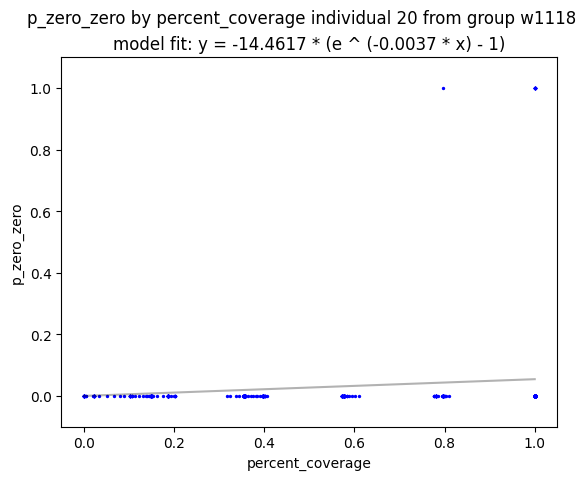 p_zero_zero by percent_coverage individual 20 from group w1118
model fit: y = -14.4617 * (e ^ (-0.0037 * x) - 1)
1.0
0.8
0.6
0.4
0.2
0.0
p_zero_zero
0.0 0.2 0.4 0.6 0.8 1.0
percent_coverage